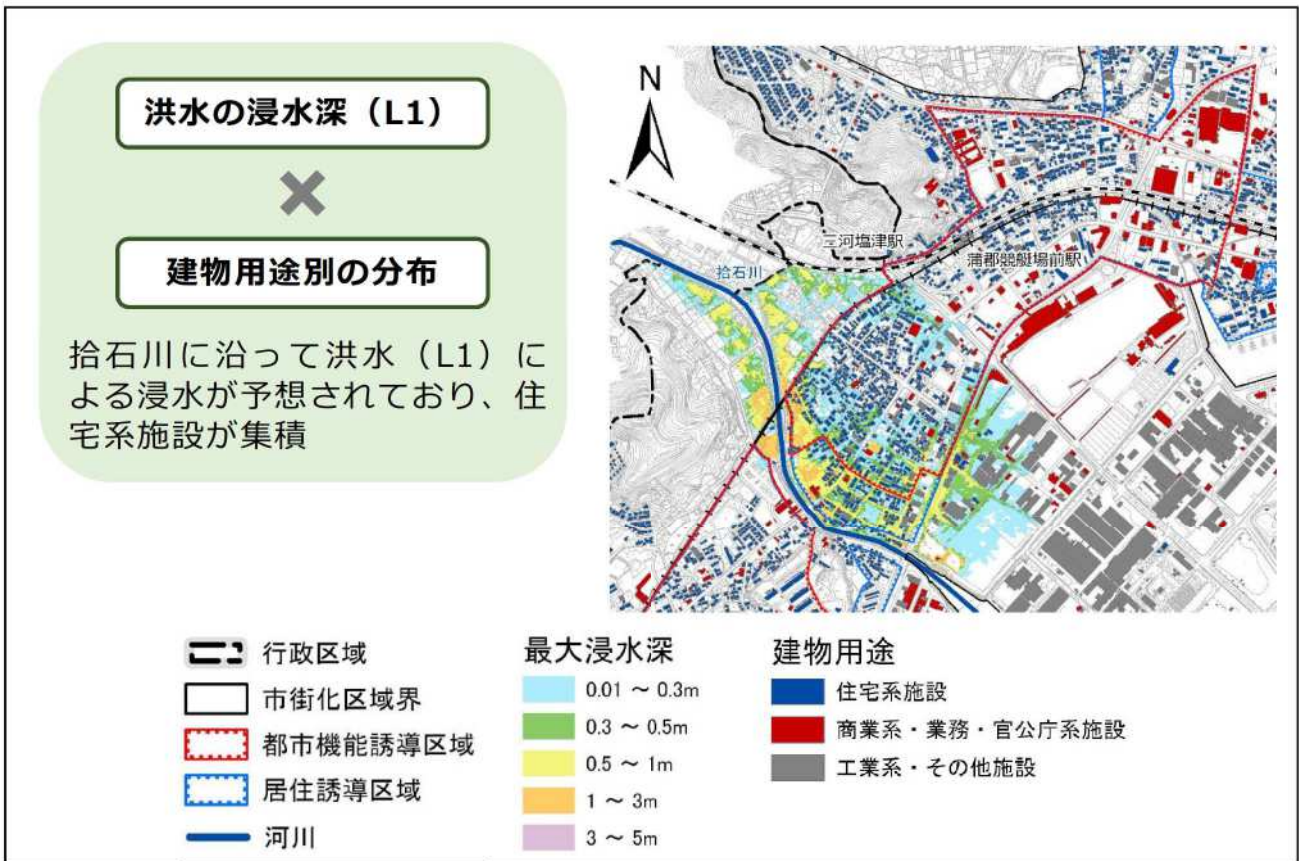 洪水の浸水深（L1）
×
建物用途別の分布
拾石川に沿って洪水（L1）に
よる浸水が予想されており、住
宅系施設が集積
N
三河塩津駅
拾石川
蒲郡競艇場前駅
行政区域
市街化区域界
都市機能誘導区域
居住誘導区域
河川
最大浸水深
0.01 ～ 0.3m
0.3 ～ 0.5m
0.5 ～ 1m
1 ～ 3m
3 ～ 5m
建物用途
住宅系施設
商業系・業務・官公庁系施設
工業系・その他施設